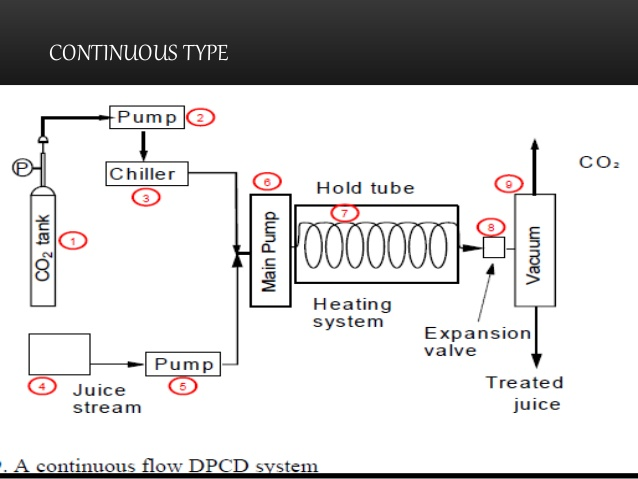 CONTINUOUS TYPE
Pump
2
Chiller
3
P
CO₂ tank
1
6
Main Pump
Hold tube
7
Heating
system
8
Expansion
valve
9
CO₂
Vacuum
Treated
juice
4
Juice
stream
Pump
5
. A continuous flow DPCD system